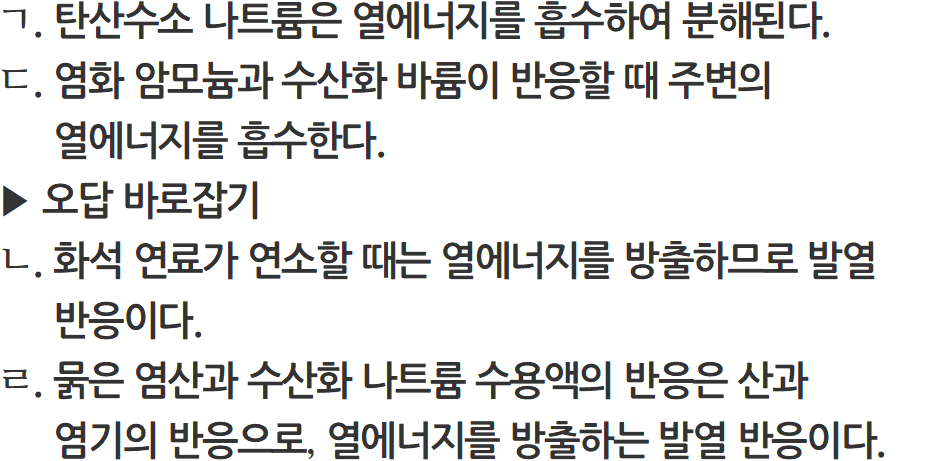 ㄱ. 탄산수소 나트륨은 열에너지를 흡수하여 분해된다.
ㄷ. 염화 암모늄과 수산화 바륨이 반응할 때 주변의
열에너지를 흡수한다.
▶ 오답 바로잡기
ㄴ. 화석 연료가 연소할 때는 열에너지를 방출하므로 발열
반응이다.
ㄹ. 묽은 염산과 수산화 나트륨 수용액의 반응은 산과
염기의 반응으로, 열에너지를 방출하는 발열 반응이다.